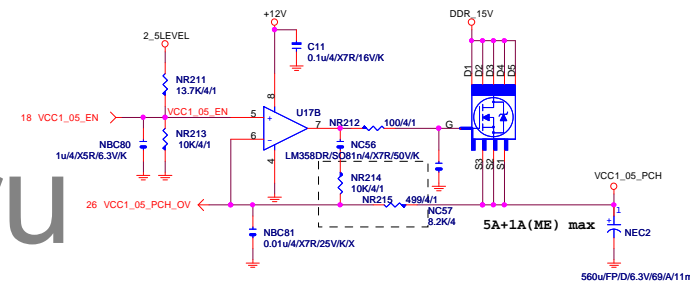 +12V
DDR_15V
2_5LEVEL
C11
0.1u/4/X7R/16V/K
D1
D2
D3
D4
D5
NR211
13.7K/4/1
8
U17B
18 VCC1_05_EN
VCC1_05_EN
5
+
7
NR212
100/4/1
G
6
-
NBC80
1u/4/X5R/6.3V/K
NR213
10K/4/1
4
NC56
LM358DR/SO81n/4/X7R/50V/K
S3
S2
S1
NR214
10K/4/1
VCC1_05_PCH
NR215
499/4/1
26 VCC1_05_PCH_OV
NC57
8.2K/4
5A+1A(ME) max
1
+
NEC2
NBC81
0.01u/4/X7R/25V/K/X
560u/FP/D/6.3V/69/A/11m